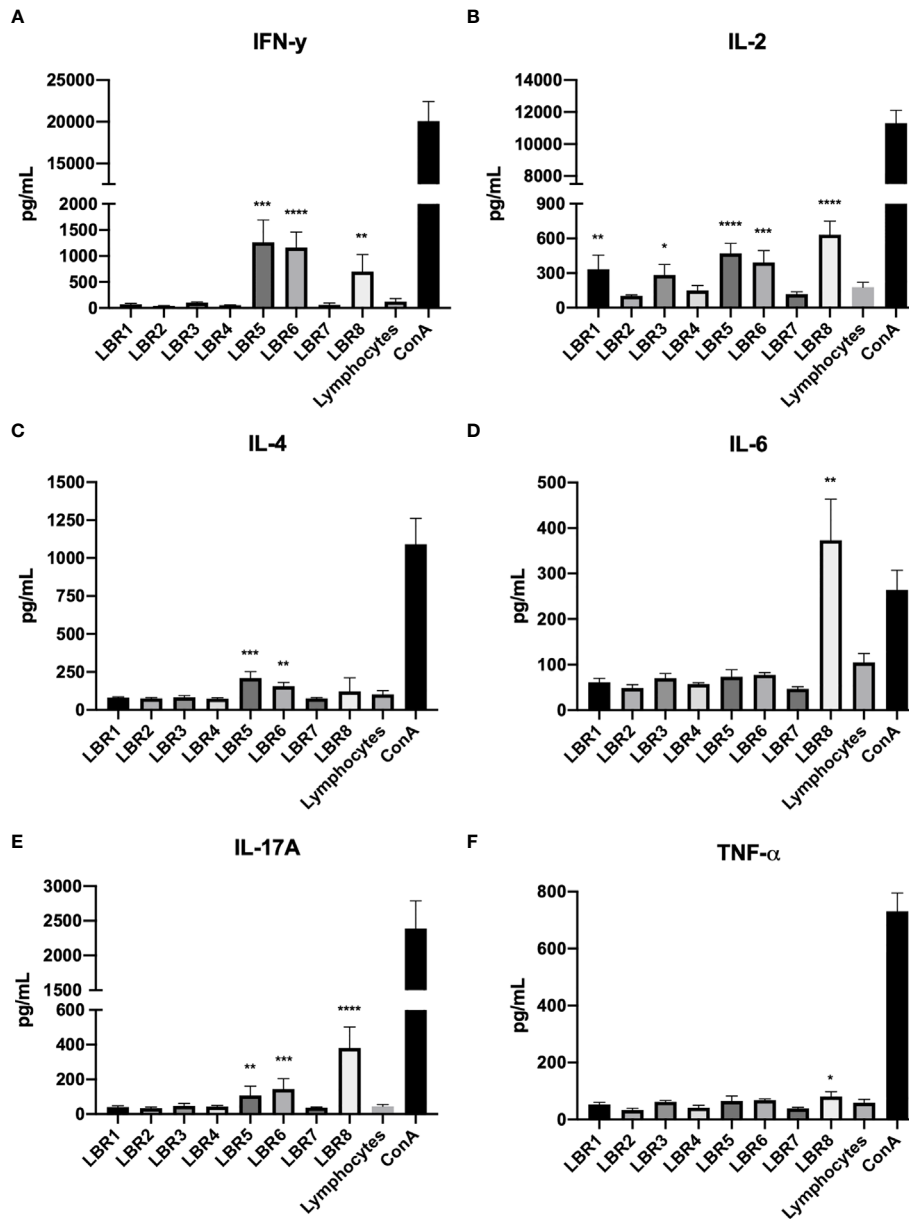 A
IFN-y
pg/mL
25000
20000
15000
2000
1500
1000
500
0
***
****
**
LBR1
LBR2
LBR3
LBR4
LBR5
LBR6
LBR7
LBR8
Lymphocytes
ConA
B
IL-2
pg/mL
14000
12000
10000
8000
900
600
300
0
**
*
****
***
****
LBR1
LBR2
LBR3
LBR4
LBR5
LBR6
LBR7
LBR8
Lymphocytes
ConA
C
IL-4
pg/mL
1500
1250
1000
750
500
250
0
***
**
LBR1
LBR2
LBR3
LBR4
LBR5
LBR6
LBR7
LBR8
Lymphocytes
ConA
D
IL-6
pg/mL
500
400
300
200
100
0
**
LBR1
LBR2
LBR3
LBR4
LBR5
LBR6
LBR7
LBR8
Lymphocytes
ConA
E
IL-17A
pg/mL
3000
2500
2000
1500
600
400
200
0
**
***
****
LBR1
LBR2
LBR3
LBR4
LBR5
LBR6
LBR7
LBR8
Lymphocytes
ConA
F
TNF-α
pg/mL
800
600
400
200
0
*
LBR1
LBR2
LBR3
LBR4
LBR5
LBR6
LBR7
LBR8
Lymphocytes
ConA